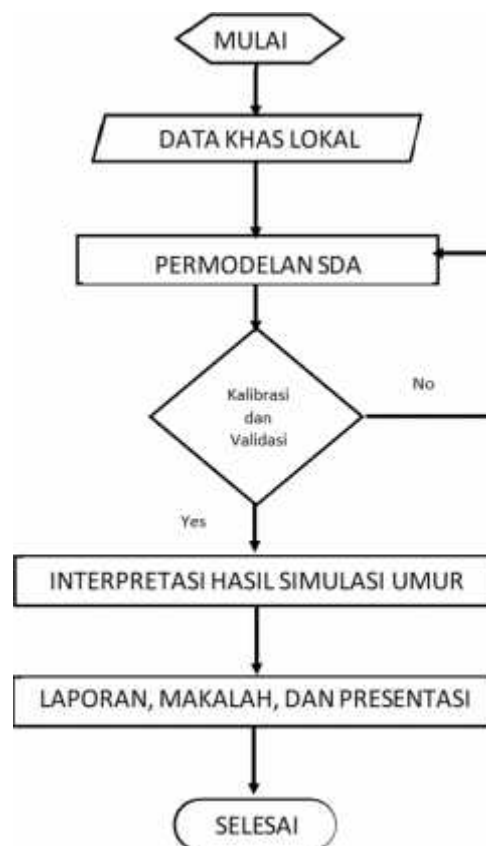 MULAI
DATA KHAS LOKAL
PERMODELAN SDA
Kalibrasi
dan
Validasi
No
Yes
INTERPRETASI HASIL SIMULASI UMUR
LAPORAN, MAKALAH, DAN PRESENTASI
SELESAI